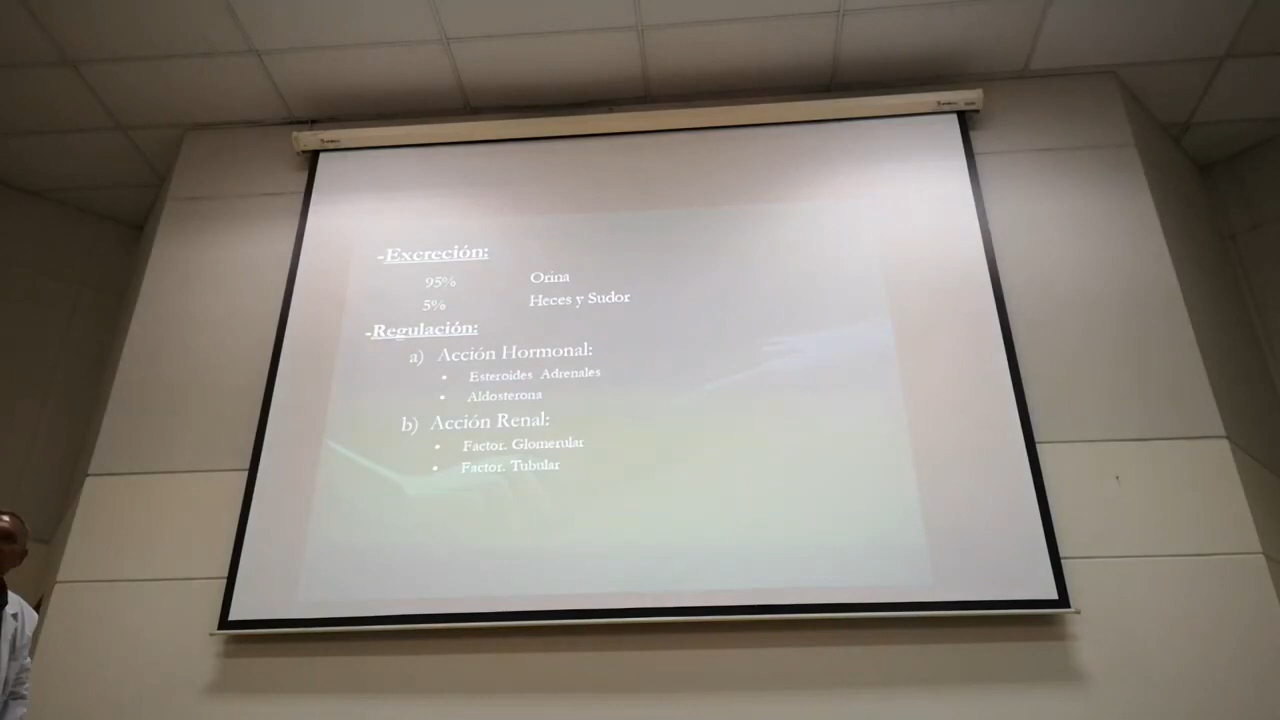 -Excreción:
95% Orina
5% Heces y Sudor
-Regulación:
a) Acción Hormonal:
• Esteroides Adrenales
• Aldosterona
b) Acción Renal:
• Factor. Glomerular
• Factor. Tubular